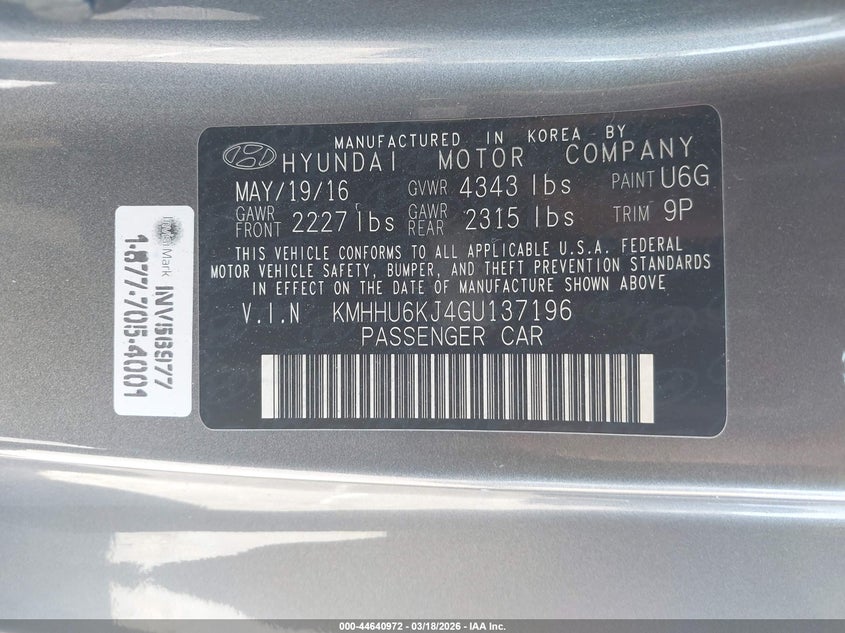 MANUFACTURED IN KOREA BY
HYUNDAI MOTOR COMPANY
MAY/19/16 GVWR 4343 lbs PAINT U6G
GAWR FRONT 2227 lbs GAWR REAR 2315 lbs TRIM 9P
THIS VEHICLE CONFORMS TO ALL APPLICABLE U.S.A. FEDERAL
MOTOR VEHICLE SAFETY, BUMPER, AND THEFT PREVENTION STANDARDS
IN EFFECT ON THE DATE OF MANUFACTURE SHOWN ABOVE
V.I.N KMHHU6KJ4GU137196
PASSENGER CAR
Mark INV56977
1-877-705-4001
000-44640972 — 03/18/2026 — IAA Inc.